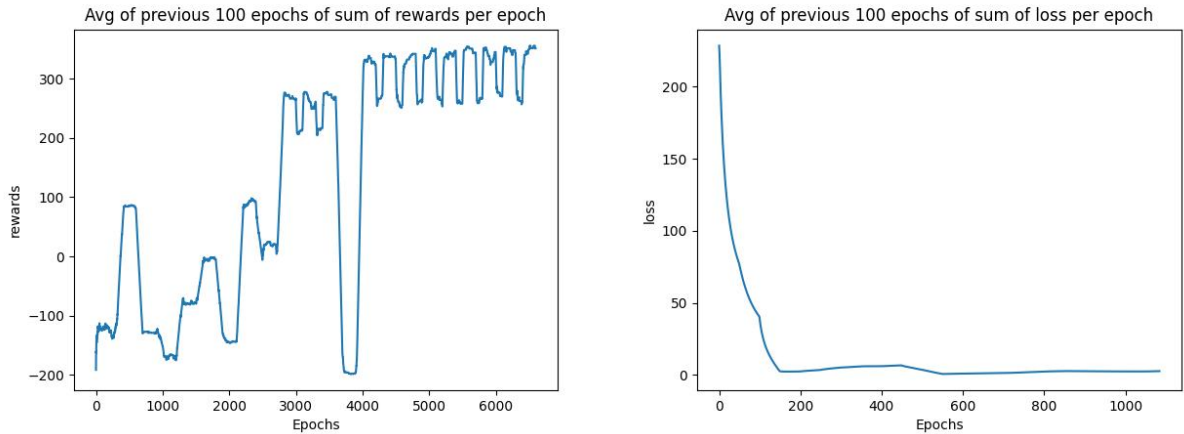 Avg of previous 100 epochs of sum of rewards per epoch
300
200
100
0
−100
−200
rewards
0 1000 2000 3000 4000 5000 6000
Epochs
Avg of previous 100 epochs of sum of loss per epoch
200
150
100
50
0
loss
0 200 400 600 800 1000
Epochs